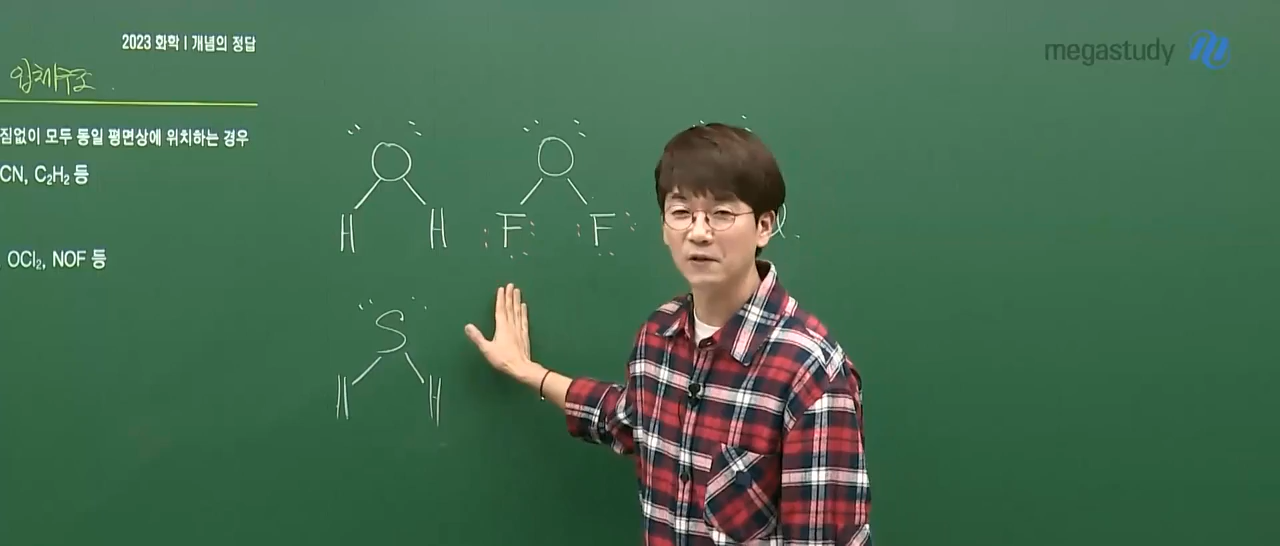 2023 화학 I 개념의 정답
megastudy
입체구조
짐없이 모두 동일 평면상에 위치하는 경우
CN, C₂H₂ 등
OCl₂, NOF 등
O O
H H F F l
S
H H